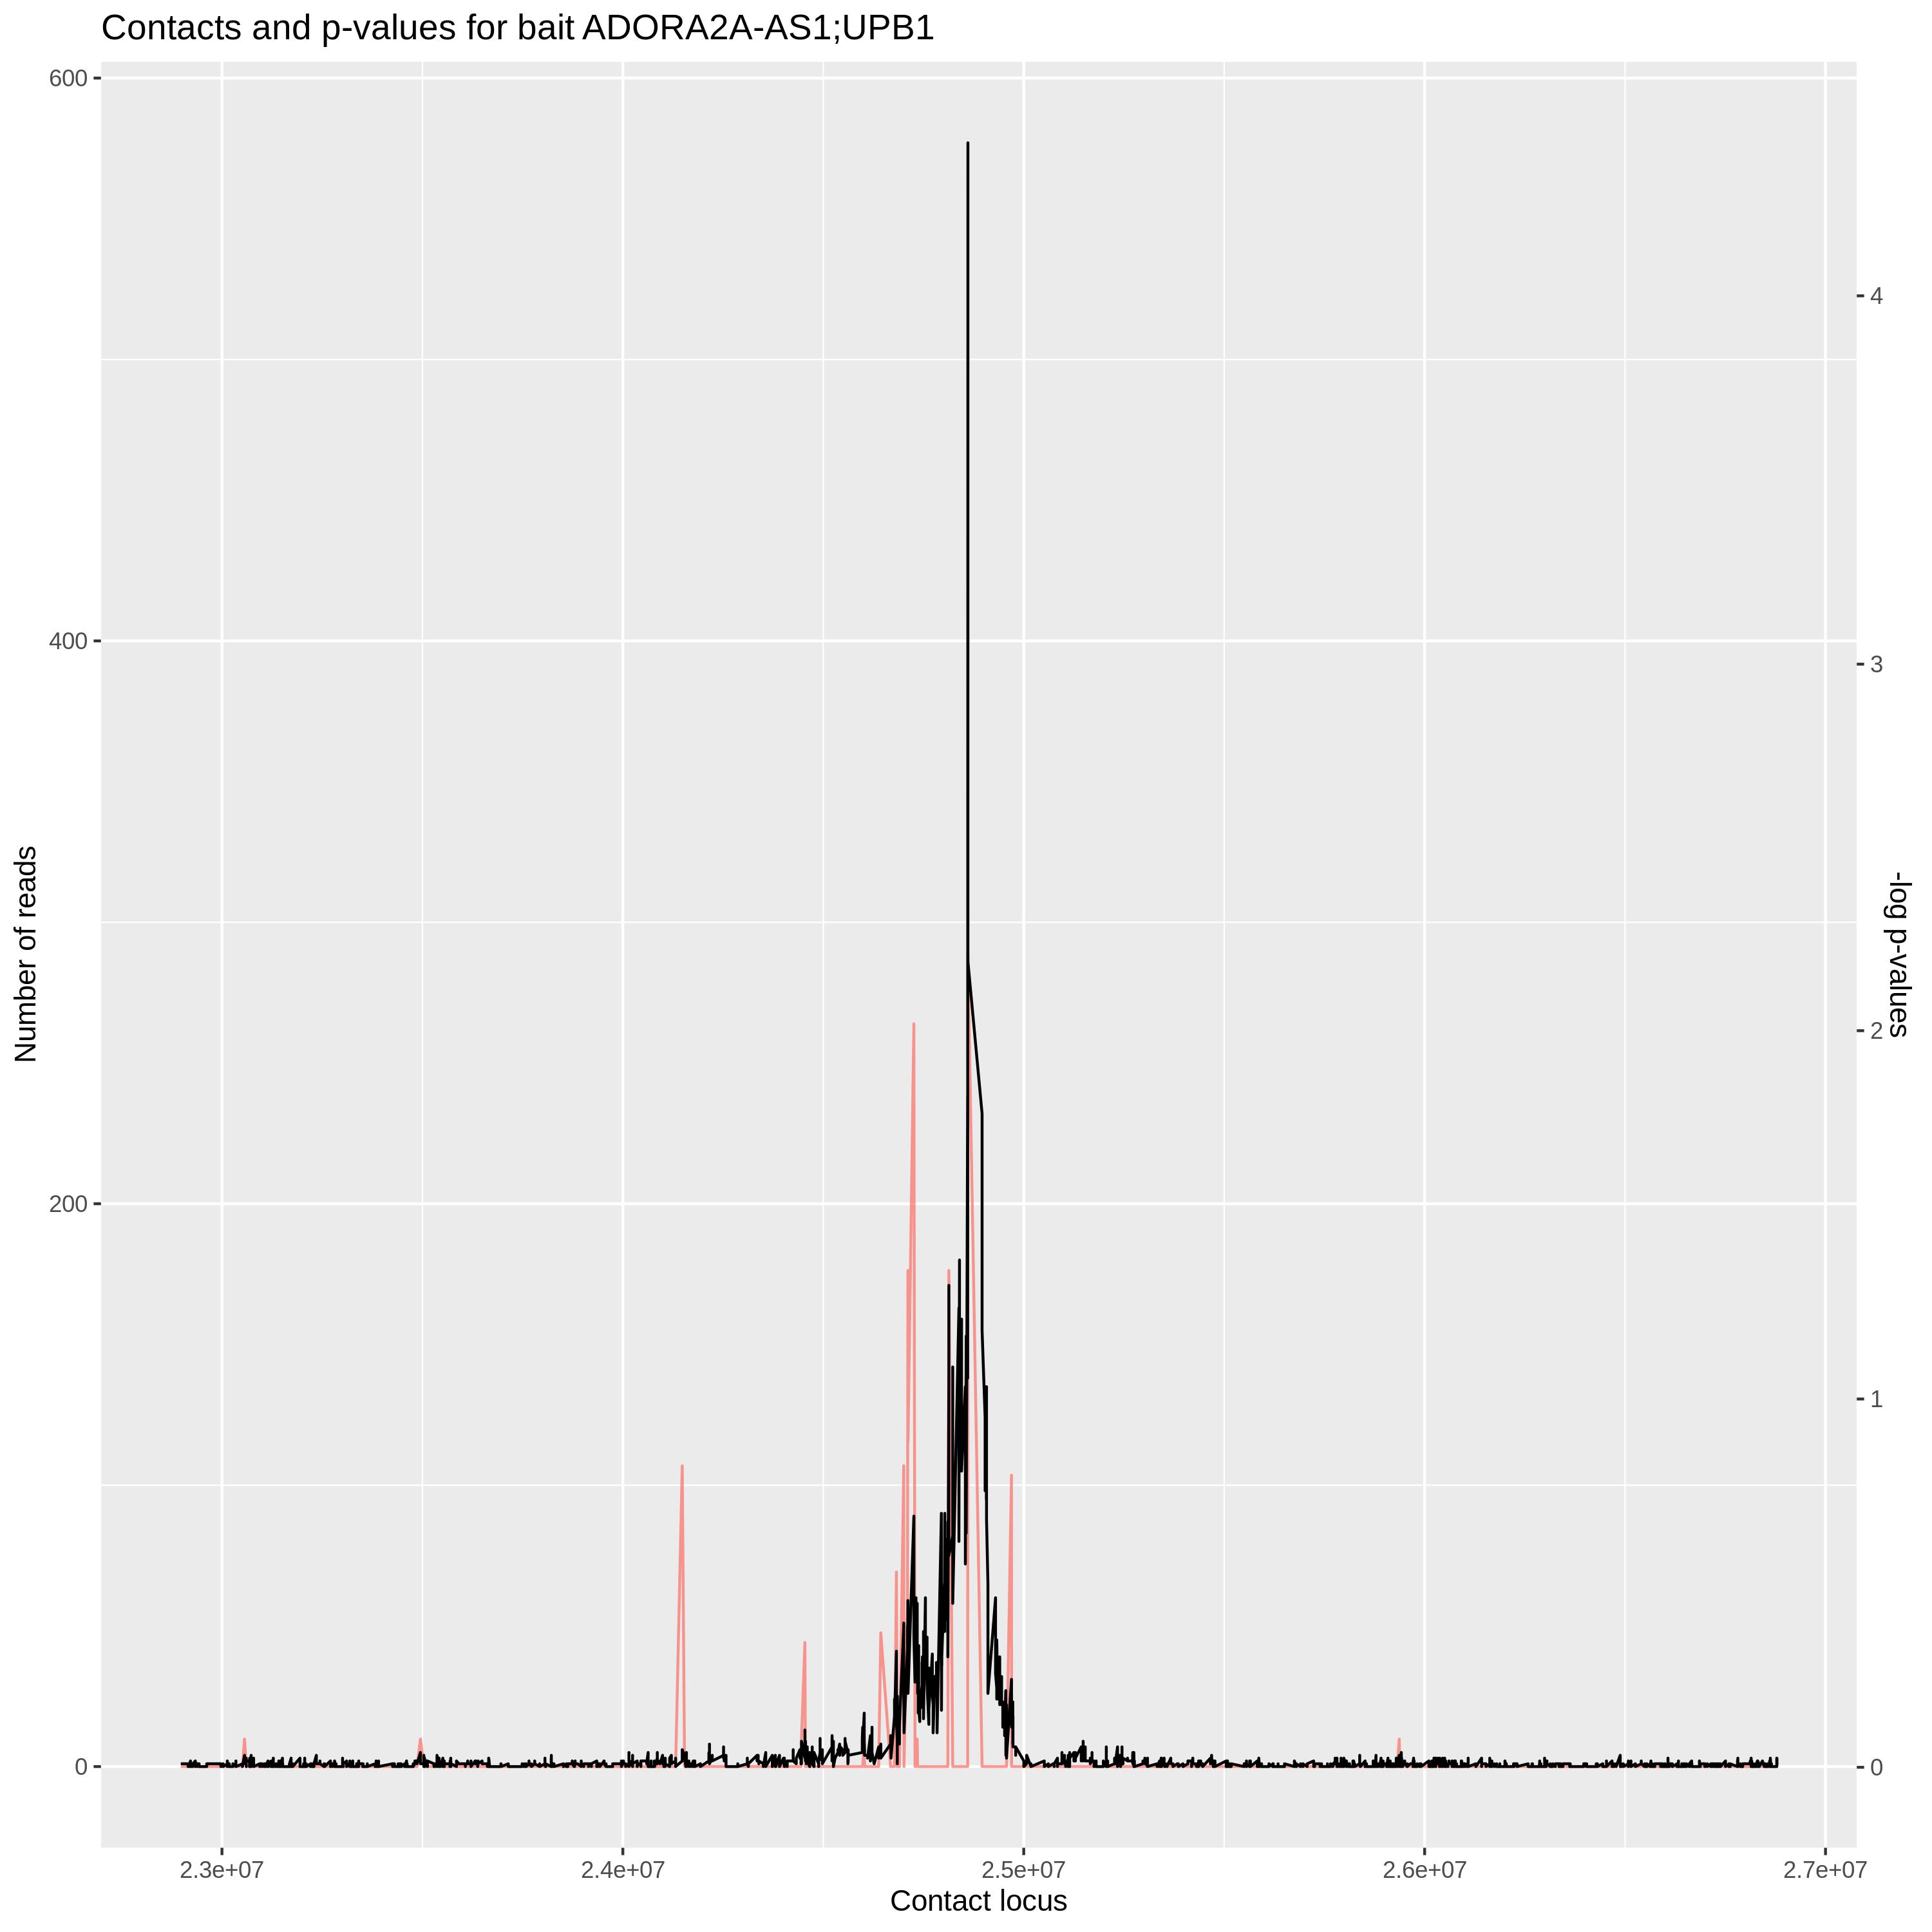 Contacts and p-values for bait ADORA2A-AS1;UPB1
600
400
200
0
Number of reads
4
3
2
1
0
-log p-values
2.3e+07
2.4e+07
2.5e+07
2.6e+07
2.7e+07
Contact locus